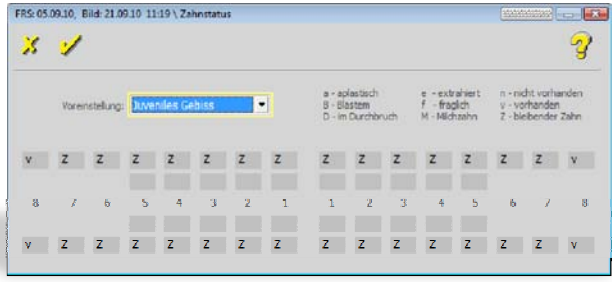 FRS: 05.09.10, Bild: 21.09.10 11:19 \ Zahnstatus
Voreinstellung: Juveniles Gebiss
a - aplastisch e - extrahiert n - nicht vorhanden
B - Blastem f - fraglich v - vorhanden
D - im Durchbruch M - Milchzahn Z - bleibender Zahn
v Z Z Z Z Z Z Z Z Z Z Z Z Z Z v
8 7 6 5 4 3 2 1 1 2 3 4 5 6 7 8
v Z Z Z Z Z Z Z Z Z Z Z Z Z Z v